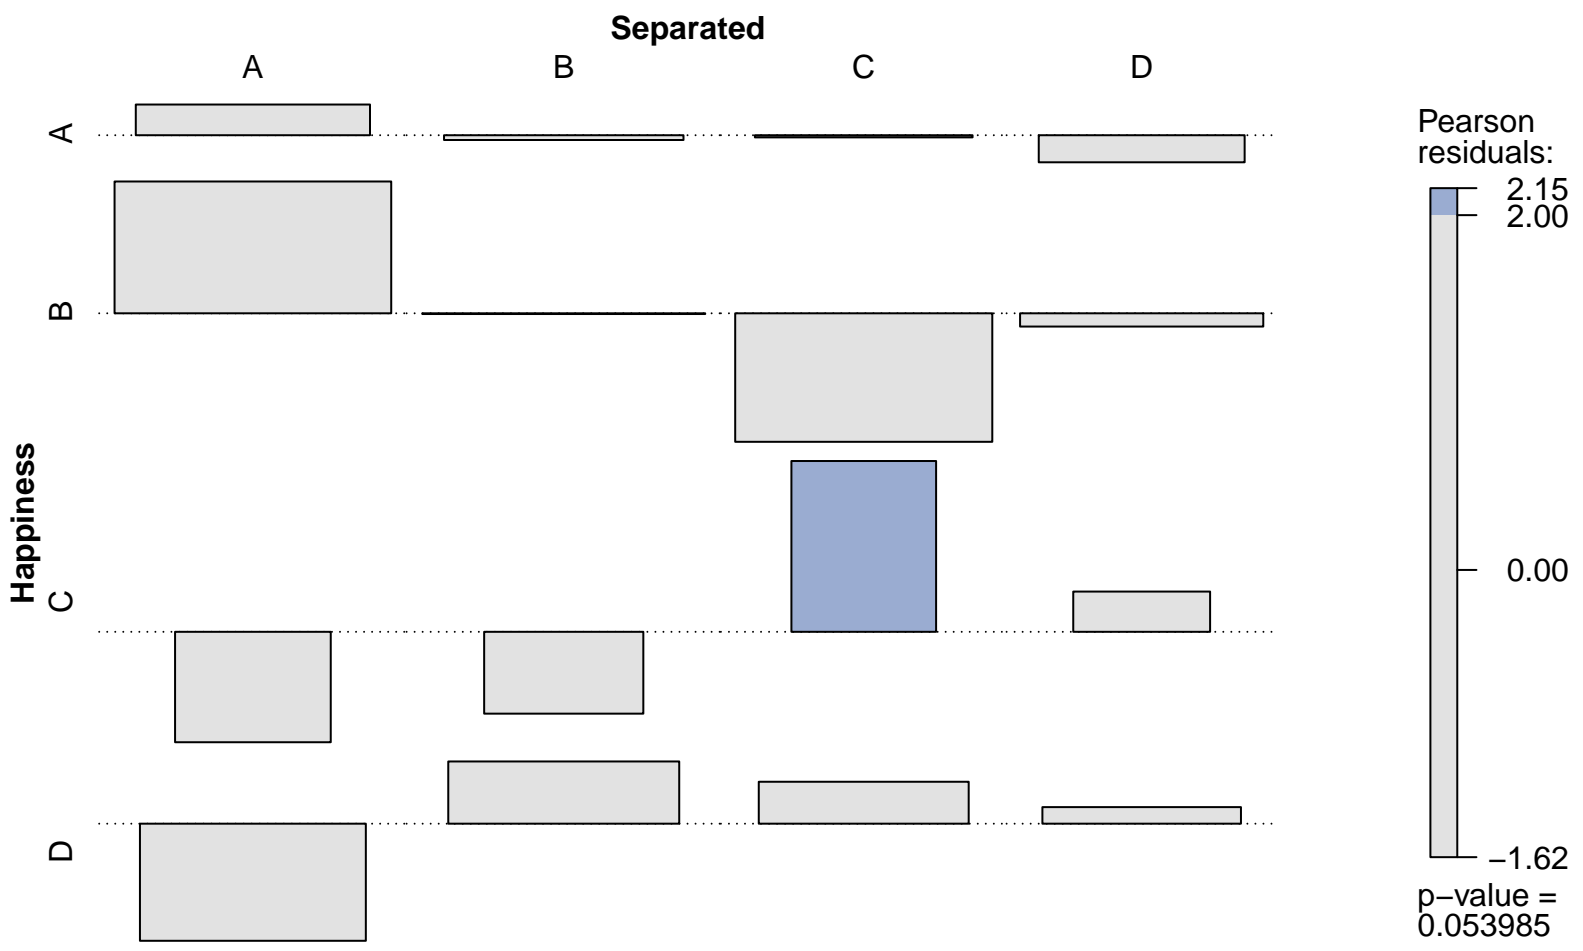 Separated
A B C D
Happiness
A
B
C
D
Pearson
residuals:
2.15
2.00
0.00
−1.62
p−value =
0.053985